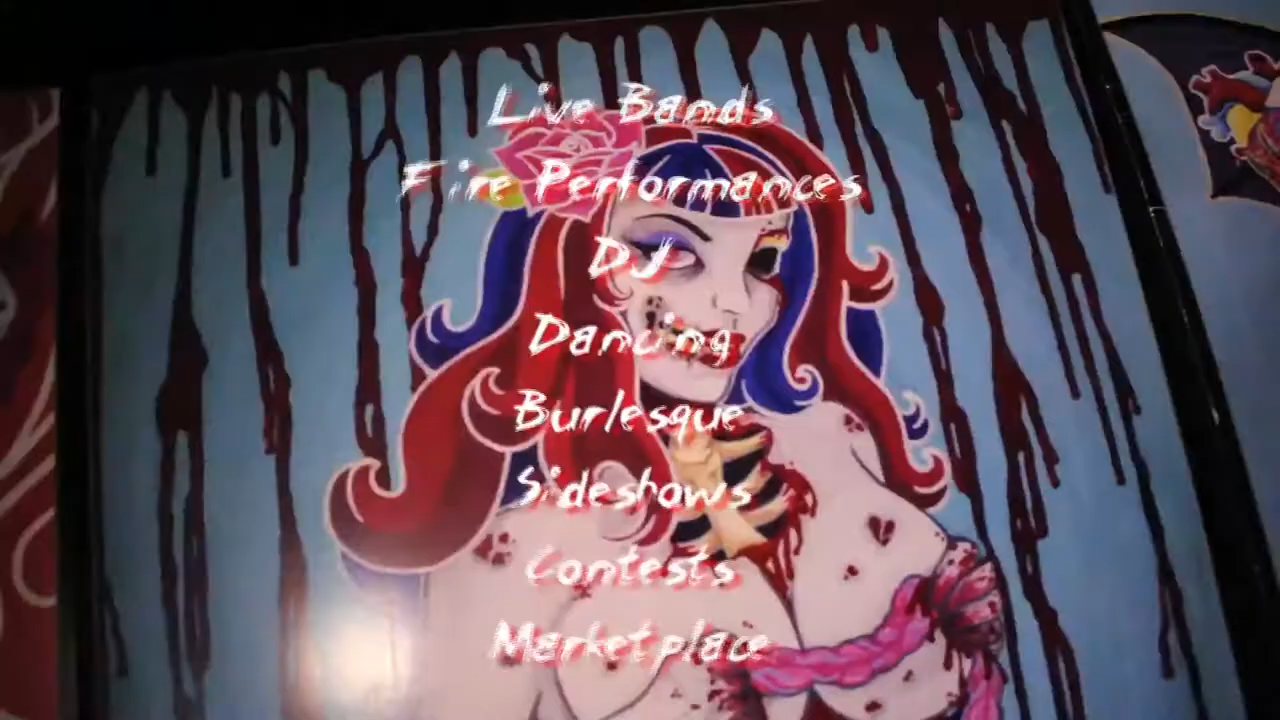 Live Bands
Fire Performances
DJ
Dancing
Burlesque
Sideshows
Contests
Marketplace